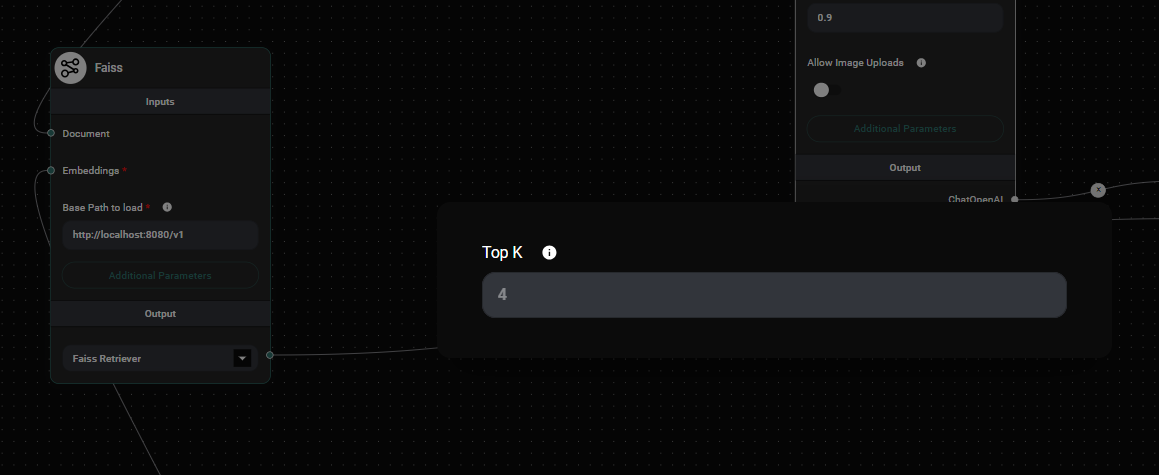 Faiss
Inputs
Document
Embeddings *
Base Path to load *
http://localhost:8080/v1
Additional Parameters
Output
Faiss Retriever
0.9
Allow Image Uploads
Additional Parameters
Output
ChatOpenAI
x
Top K
4